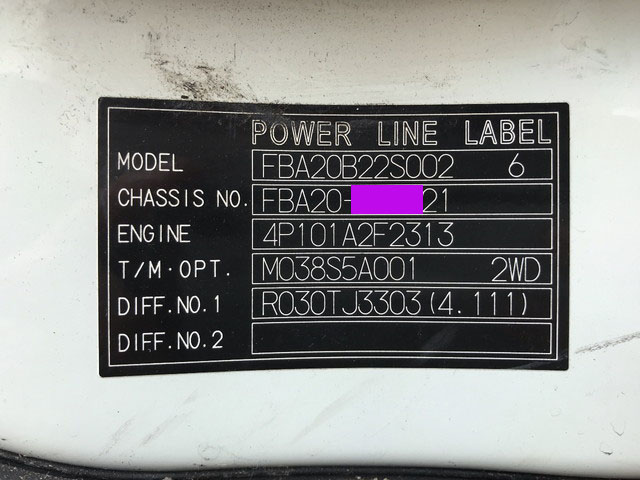 POWER LINE LABEL
MODEL FBA20B22S002 6
CHASSIS NO. FBA20- 21
ENGINE 4P101A2F2313
T/M·OPT. M038S5A001 2WD
DIFF.NO.1 R030TJ3303(4.111)
DIFF.NO.2